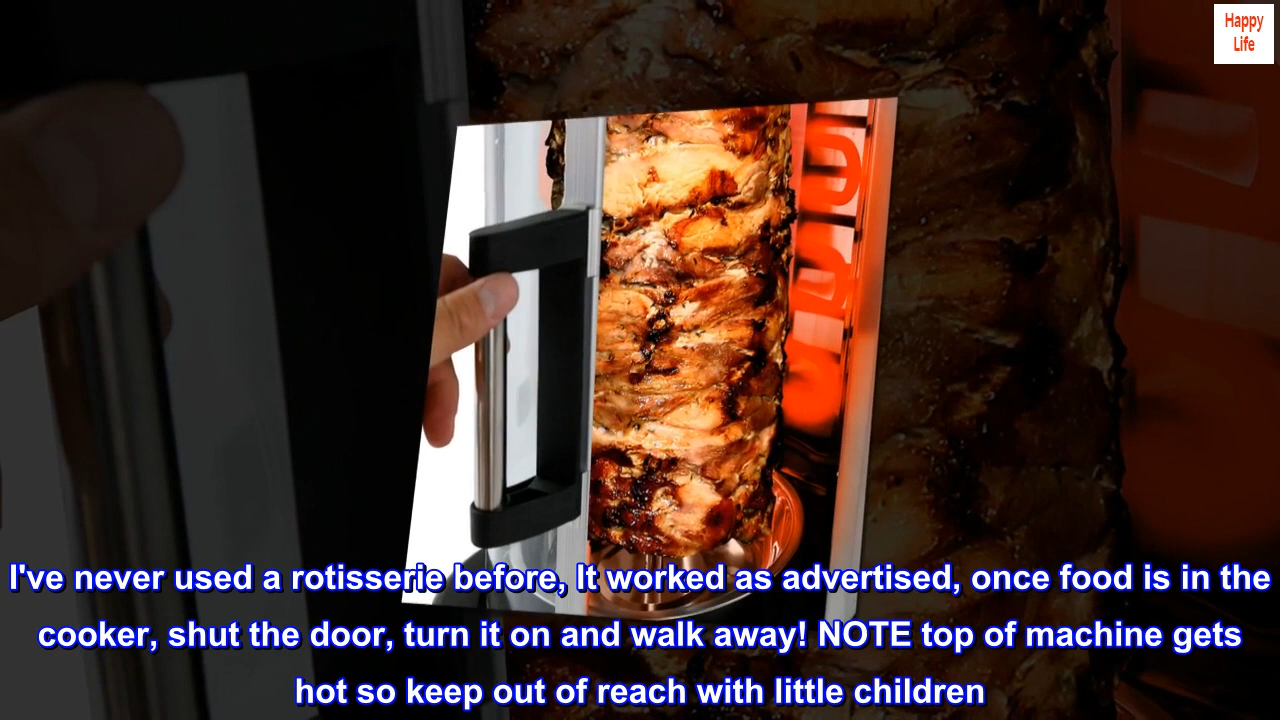 Happy
Life
I've never used a rotisserie before, It worked as advertised, once food is in the
cooker, shut the door, turn it on and walk away! NOTE top of machine gets
hot so keep out of reach with little children